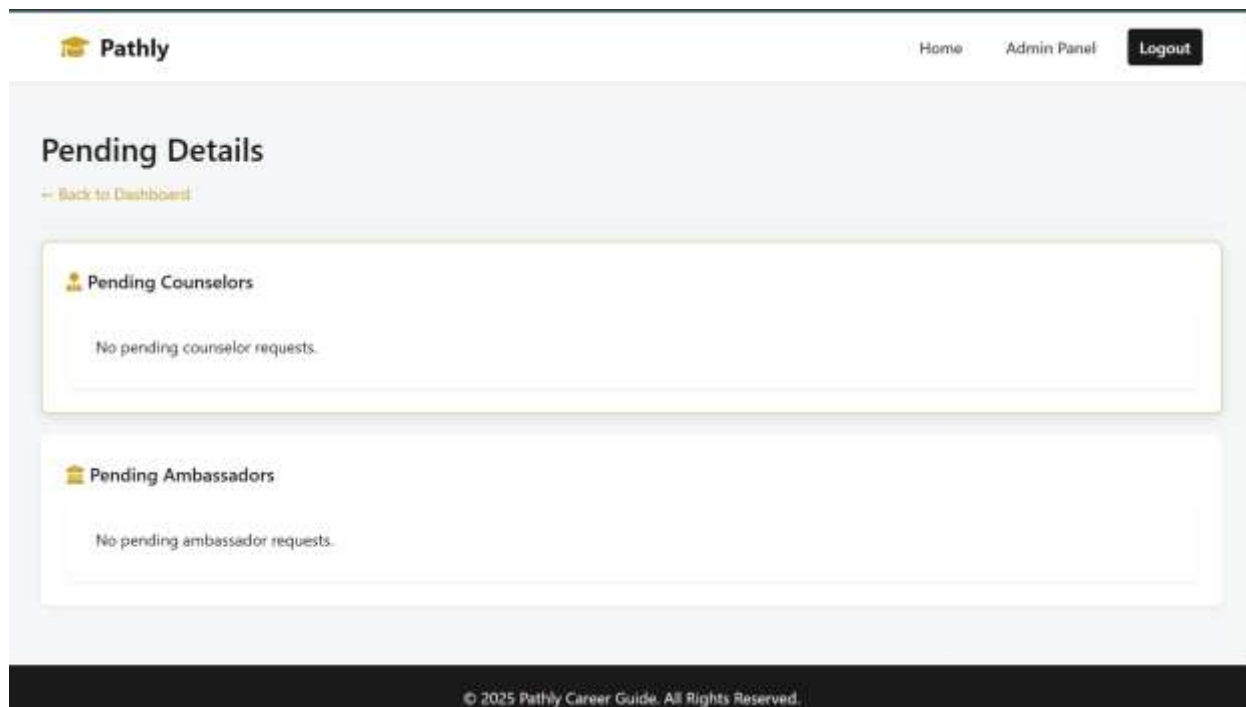 Pathly
Home Admin Panel Logout
Pending Details
← Back to Dashboard
Pending Counselors
No pending counselor requests.
Pending Ambassadors
No pending ambassador requests.
© 2025 Pathly Career Guide. All Rights Reserved.